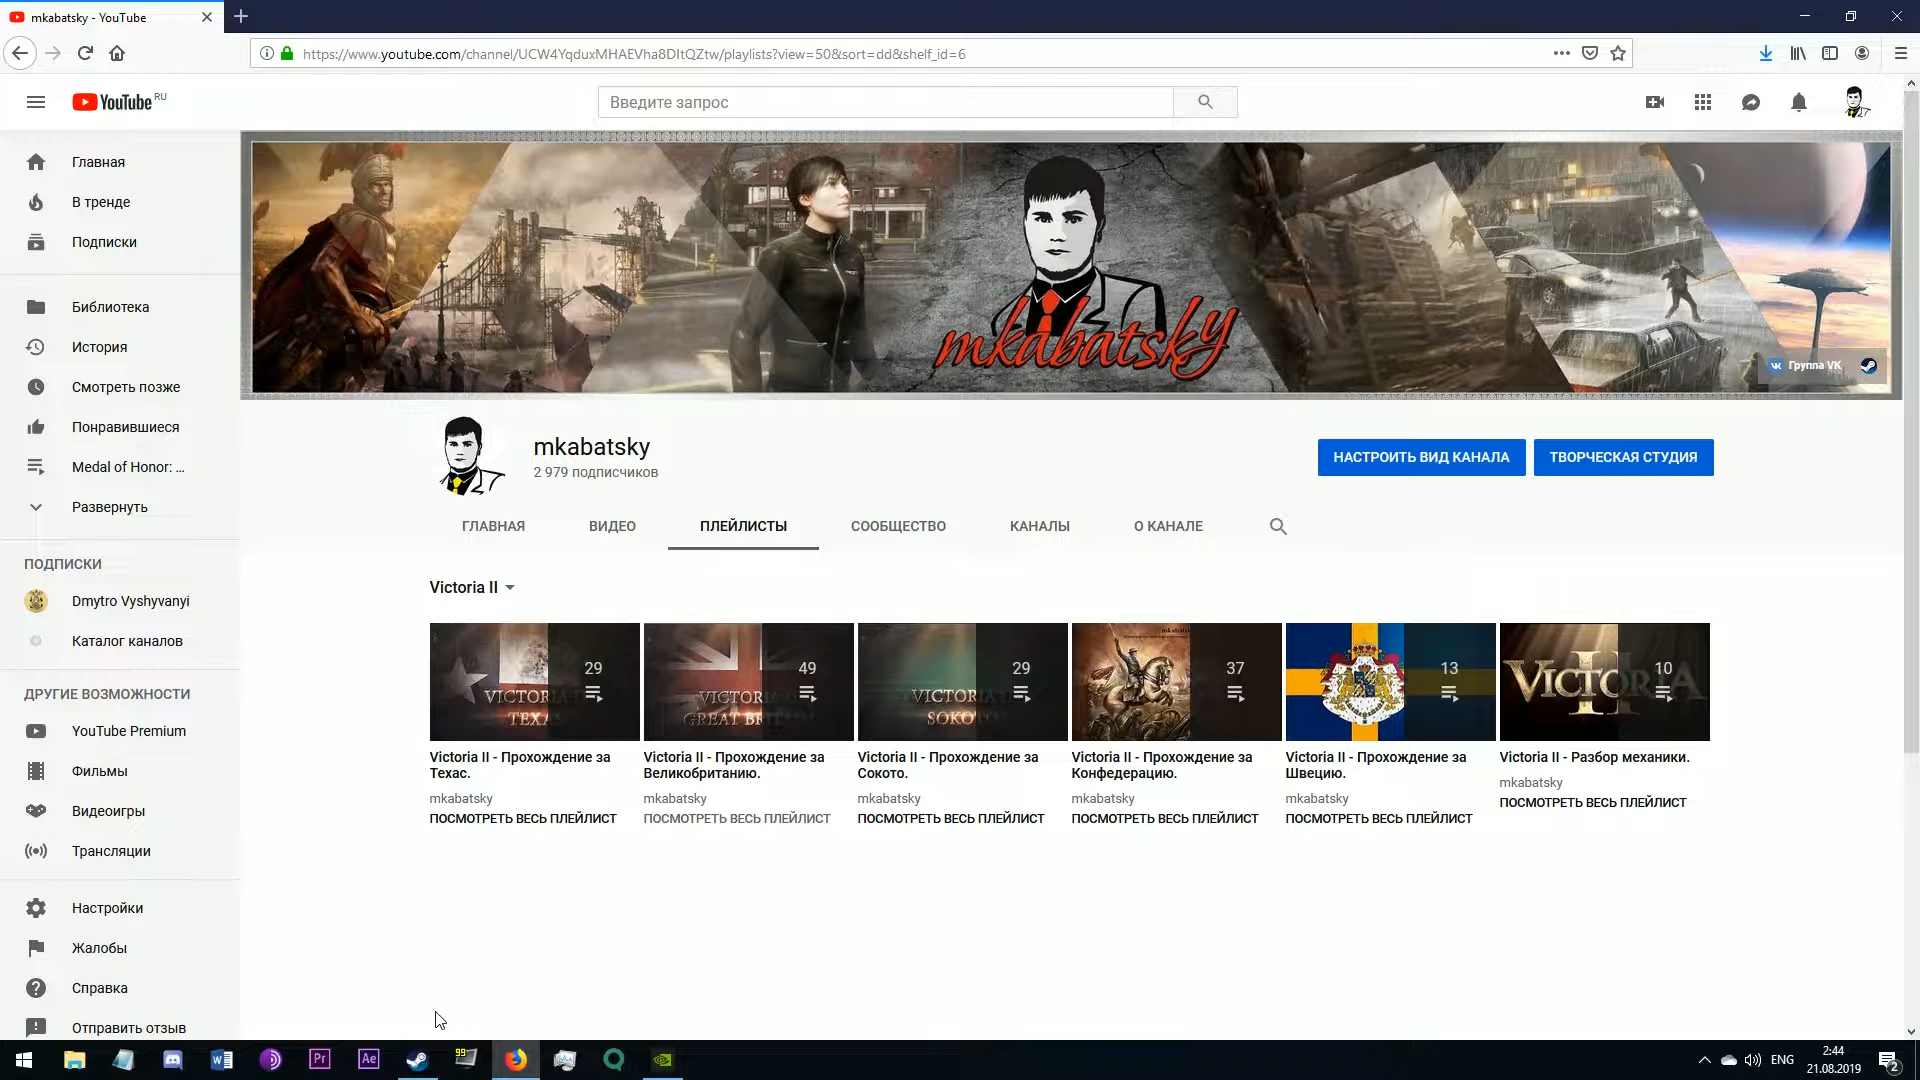 mkabatsky - YouTube
https://www.youtube.com/channel/UCW4YqduxMHAEVha8DItQZtw/playlists?view=50&sort=dd&shelf_id=6
YouTube RU
Введите запрос
Главная
В тренде
Подписки
Библиотека
История
Смотреть позже
Понравившиеся
Medal of Honor: ...
Развернуть
ПОДПИСКИ
Dmytro Vyshyvanyi
Каталог каналов
ДРУГИЕ ВОЗМОЖНОСТИ
YouTube Premium
Фильмы
Видеоигры
Трансляции
Настройки
Жалобы
Справка
Отправить отзыв
mkabatsky
Группа VK
mkabatsky
2 979 подписчиков
НАСТРОИТЬ ВИД КАНАЛА
ТВОРЧЕСКАЯ СТУДИЯ
ГЛАВНАЯ
ВИДЕО
ПЛЕЙЛИСТЫ
СООБЩЕСТВО
КАНАЛЫ
О КАНАЛЕ
Victoria II
29
Victoria II - Прохождение за
Техас.
mkabatsky
ПОСМОТРЕТЬ ВЕСЬ ПЛЕЙЛИСТ
49
Victoria II - Прохождение за
Великобританию.
mkabatsky
ПОСМОТРЕТЬ ВЕСЬ ПЛЕЙЛИСТ
29
Victoria II - Прохождение за
Сокото.
mkabatsky
ПОСМОТРЕТЬ ВЕСЬ ПЛЕЙЛИСТ
37
Victoria II - Прохождение за
Конфедерацию.
mkabatsky
ПОСМОТРЕТЬ ВЕСЬ ПЛЕЙЛИСТ
13
Victoria II - Прохождение за
Швецию.
mkabatsky
ПОСМОТРЕТЬ ВЕСЬ ПЛЕЙЛИСТ
10
Victoria II - Разбор механики.
mkabatsky
ПОСМОТРЕТЬ ВЕСЬ ПЛЕЙЛИСТ
Pr
Ae
99
ENG
2:44
21.08.2019
2